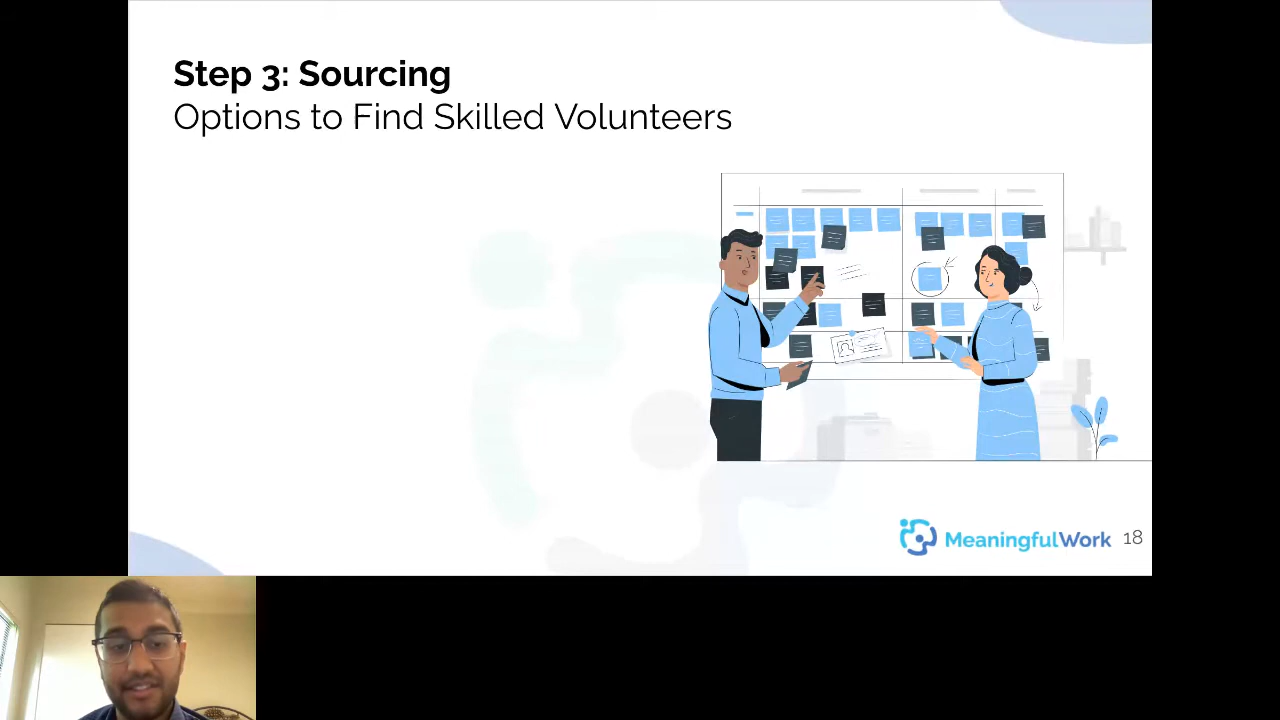 Step 3: Sourcing
Options to Find Skilled Volunteers
MeaningfulWork 18